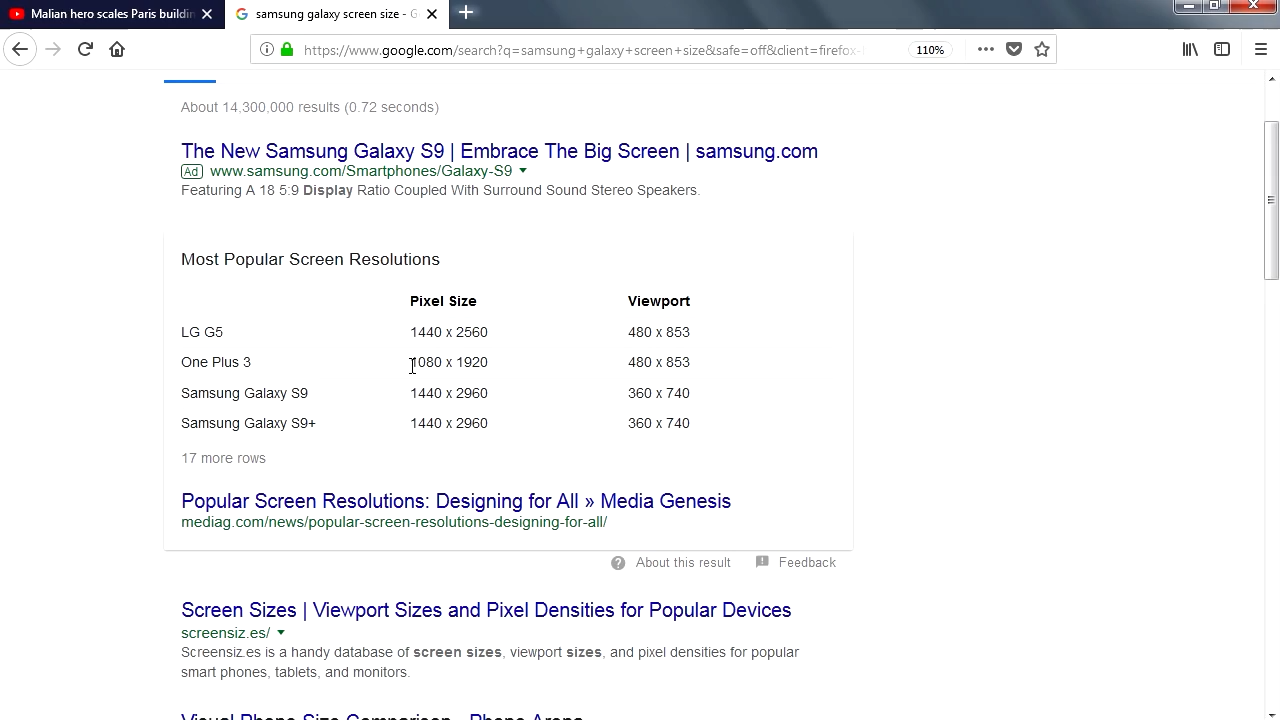 Malian hero scales Paris buildin
samsung galaxy screen size - G
https://www.google.com/search?q=samsung+galaxy+screen+size&safe=off&client=firefox-
110%
About 14,300,000 results (0.72 seconds)
The New Samsung Galaxy S9 | Embrace The Big Screen | samsung.com
Ad www.samsung.com/Smartphones/Galaxy-S9
Featuring A 18 5:9 Display Ratio Coupled With Surround Sound Stereo Speakers.
Most Popular Screen Resolutions
Pixel Size Viewport
LG G5 1440 x 2560 480 x 853
One Plus 3 1080 x 1920 480 x 853
Samsung Galaxy S9 1440 x 2960 360 x 740
Samsung Galaxy S9+ 1440 x 2960 360 x 740
17 more rows
Popular Screen Resolutions: Designing for All » Media Genesis
mediag.com/news/popular-screen-resolutions-designing-for-all/
About this result Feedback
Screen Sizes | Viewport Sizes and Pixel Densities for Popular Devices
screensiz.es/
Screensiz.es is a handy database of screen sizes, viewport sizes, and pixel densities for popular
smart phones, tablets, and monitors.
Visual Phone Size Comparison - Phone Arena